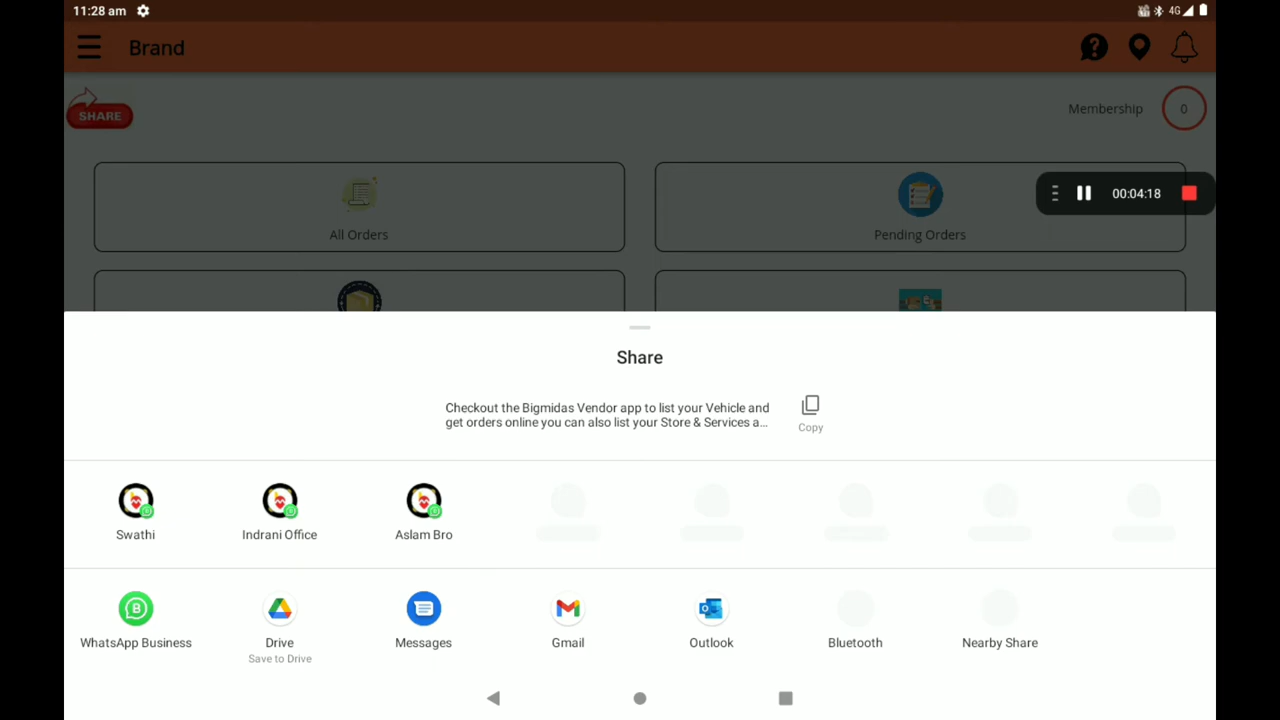 11:28 am
4G
Brand
SHARE
Membership
0
All Orders
Pending Orders
00:04:18
Share
Checkout the Bigmidas Vendor app to list your Vehicle and
get orders online you can also list your Store & Services a...
Copy
Swathi
Indrani Office
Aslam Bro
WhatsApp Business
Drive
Save to Drive
Messages
Gmail
Outlook
Bluetooth
Nearby Share